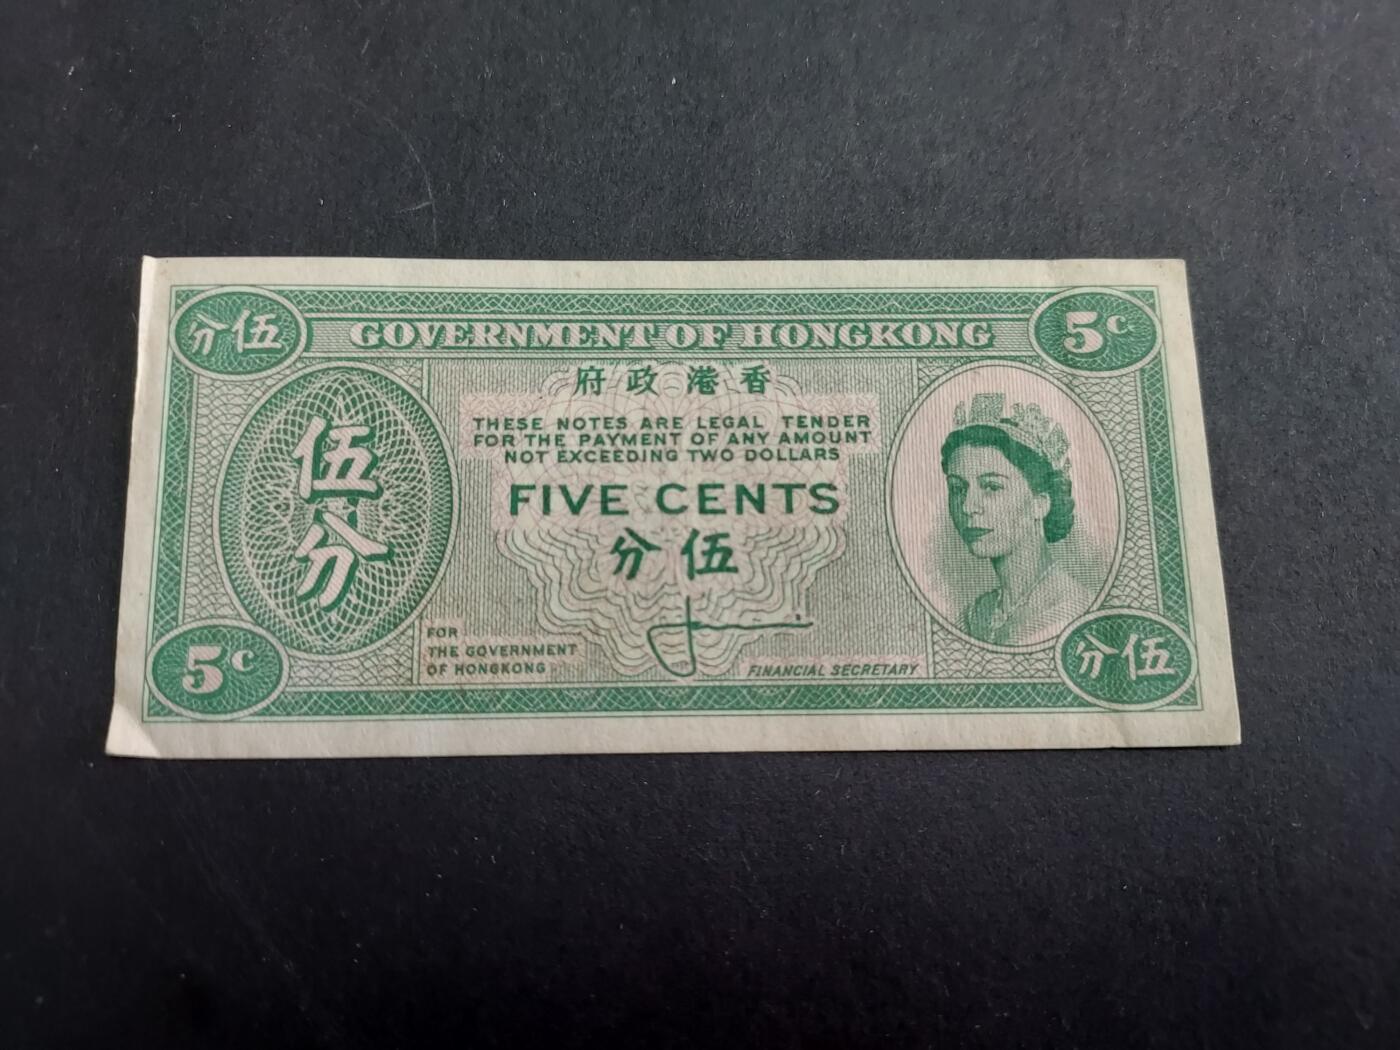 分伍
GOVERNMENT OF HONGKONG
5c
府政港香
THESE NOTES ARE LEGAL TENDER
FOR THE PAYMENT OF ANY AMOUNT
NOT EXCEEDING TWO DOLLARS
伍分
FIVE CENTS
分伍
FOR
THE GOVERNMENT
OF HONGKONG
FINANCIAL SECRETARY
5c
分伍